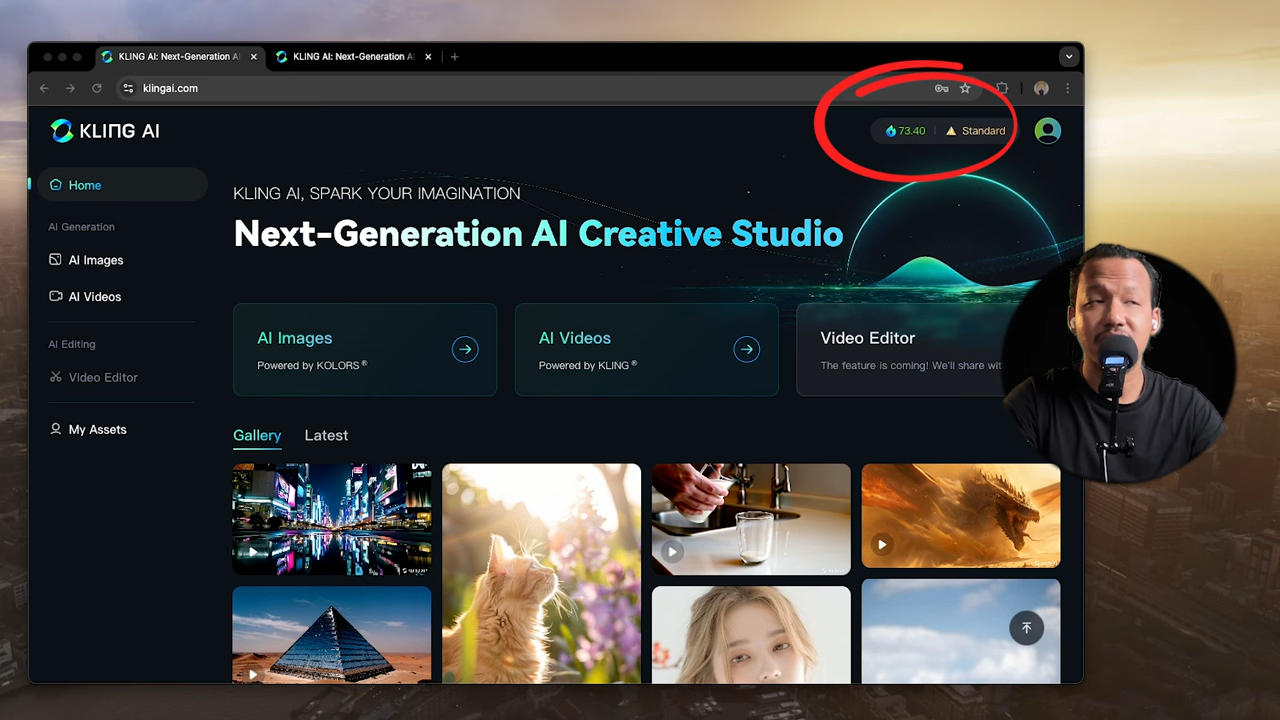 KLING AI: Next-Generation AI
KLING AI: Next-Generation AI
klingai.com
KLING AI
73.40
Standard
Home
AI Generation
AI Images
AI Videos
AI Editing
Video Editor
My Assets
KLING AI, SPARK YOUR IMAGINATION
Next-Generation AI Creative Studio
AI Images
Powered by KOLORS®
AI Videos
Powered by KLING®
Video Editor
The feature is coming! We'll share wit
Gallery
Latest